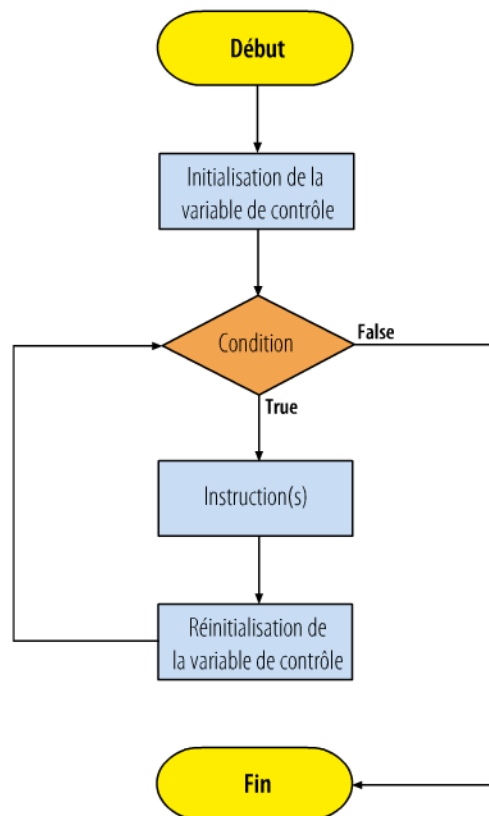 Début
Initialisation de la
variable de contrôle
Condition
False
True
Instruction(s)
Réinitialisation de
la variable de contrôle
Fin